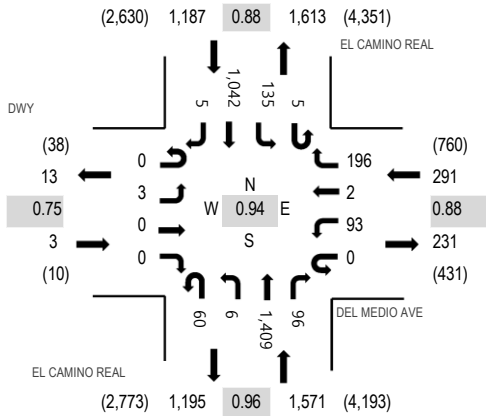 (2,630) 1,187 0.88 1,613 (4,351)
EL CAMINO REAL
5 1,042 135 5
DWY
(38)
13
0.75
3
(10)
0
3
0
0
N
W 0.94 E
S
196
2
93
0
(760)
291
0.88
231
(431)
60 6 1,409 96
DEL MEDIO AVE
EL CAMINO REAL
(2,773) 1,195 0.96 1,571 (4,193)